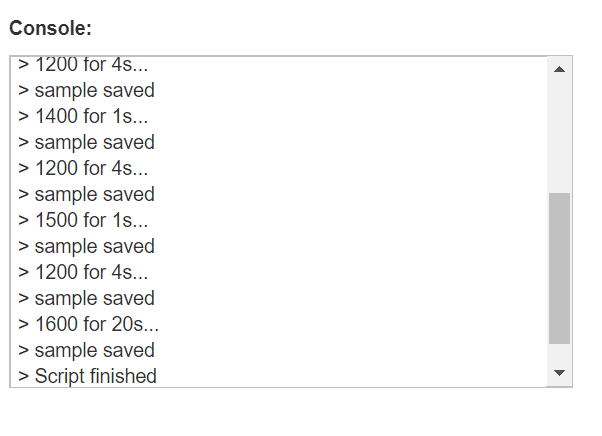 Console:
> 1200 for 4s...
> sample saved
> 1400 for 1s...
> sample saved
> 1200 for 4s...
> sample saved
> 1500 for 1s...
> sample saved
> 1200 for 4s...
> sample saved
> 1600 for 20s...
> sample saved
> Script finished